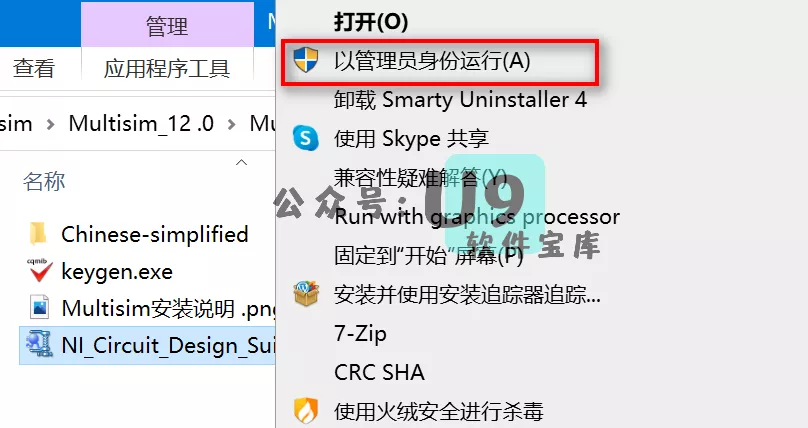 管理
M
查看
应用程序工具
sim > Multisim_12 .0 > Mu
名称
Chinese-simplified
cqmib
keygen.exe
Multisim安装说明 .png
NI_Circuit_Design_Sui
打开(O)
以管理员身份运行(A)
卸载 Smarty Uninstaller 4
使用 Skype 共享
兼容性疑难解答(Y)
Run with graphics processor
固定到“开始”屏幕(P)
安装并使用安装追踪器追踪...
7-Zip
CRC SHA
使用火绒安全进行杀毒
公众号:U9
软件宝库